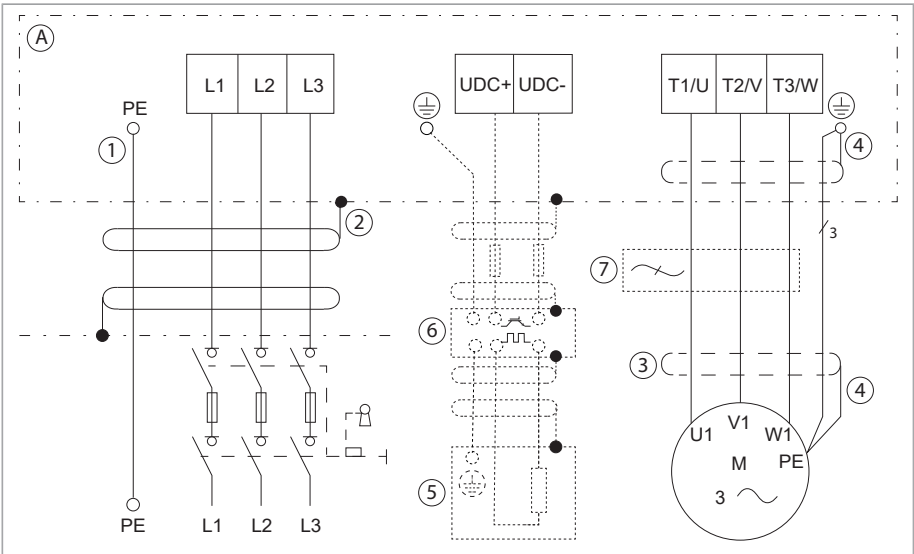 A
L1 L2 L3
UDC+ UDC-
T1/U T2/V T3/W
PE
1
4
2
3
7
6
3
4
U1 V1 W1
M PE
3
5
PE L1 L2 L3